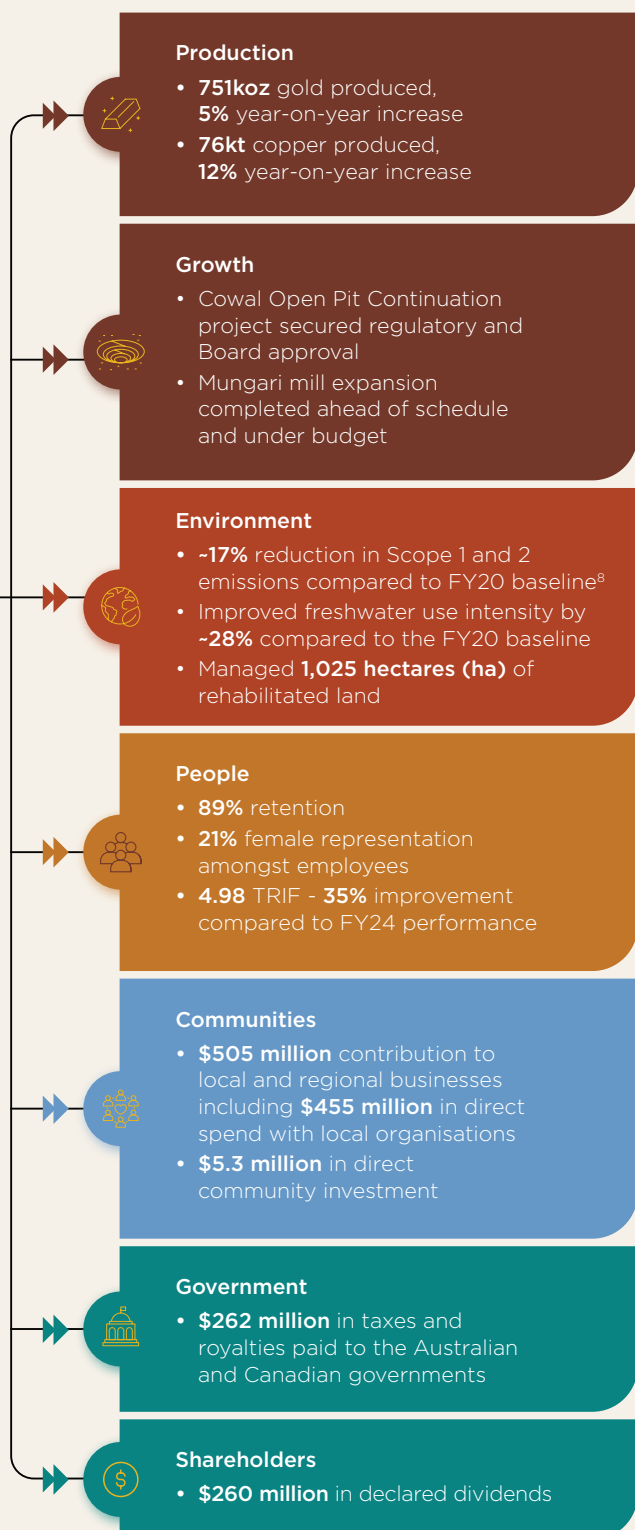 Production
• 751koz gold produced,
5% year-on-year increase
• 76kt copper produced,
12% year-on-year increase
Growth
• Cowal Open Pit Continuation
project secured regulatory and
Board approval
• Mungari mill expansion
completed ahead of schedule
and under budget
Environment
• ~17% reduction in Scope 1 and 2
emissions compared to FY20 baseline⁸
• Improved freshwater use intensity by
~28% compared to the FY20 baseline
• Managed 1,025 hectares (ha) of
rehabilitated land
People
• 89% retention
• 21% female representation
amongst employees
• 4.98 TRIF - 35% improvement
compared to FY24 performance
Communities
• $505 million contribution to
local and regional businesses
including $455 million in direct
spend with local organisations
• $5.3 million in direct
community investment
Government
• $262 million in taxes and
royalties paid to the Australian
and Canadian governments
$
Shareholders
• $260 million in declared dividends